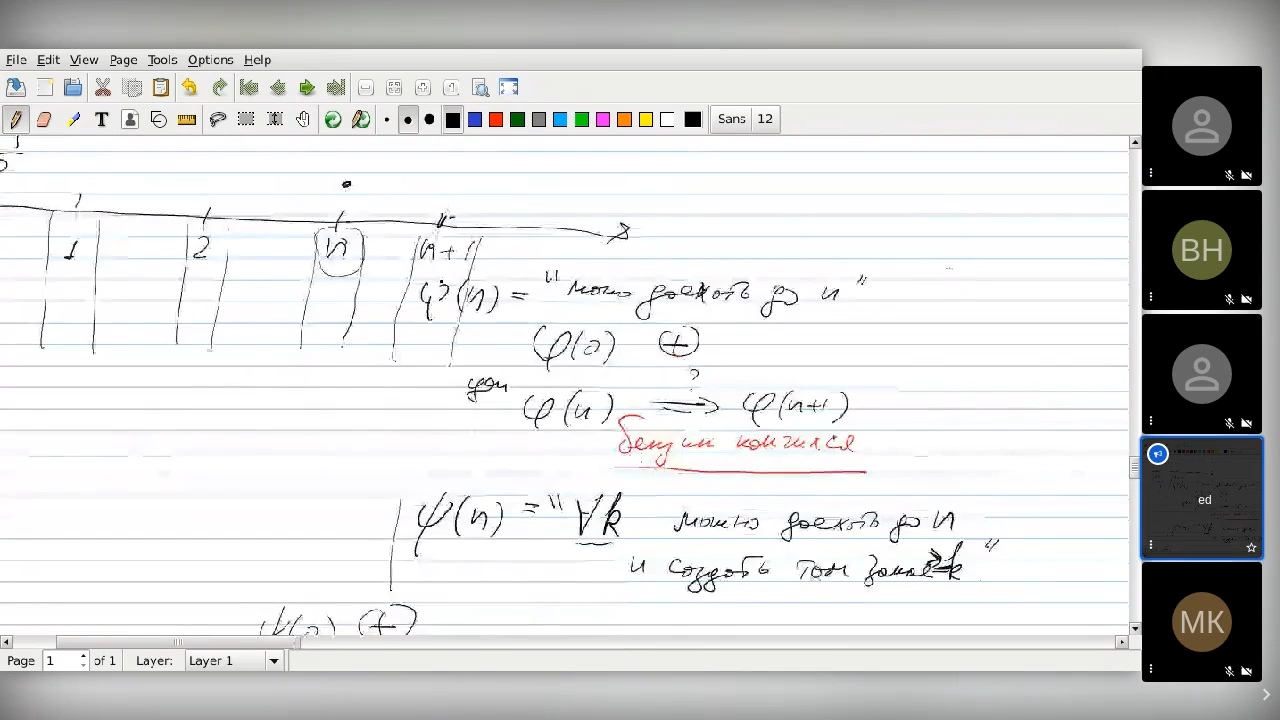 File Edit View Page Tools Options Help
Sans 12
1 2 n n+1
φ(n) = "можно доехать до n"
φ(0) +
?
φ(n) ⟹ φ(n+1)
бензин кончился
ψ(n) = "∀k можно доехать до n
и создать там запас ≥k"
ψ(0) +
Page 1 of 1 Layer: Layer 1
BH
ed
MK